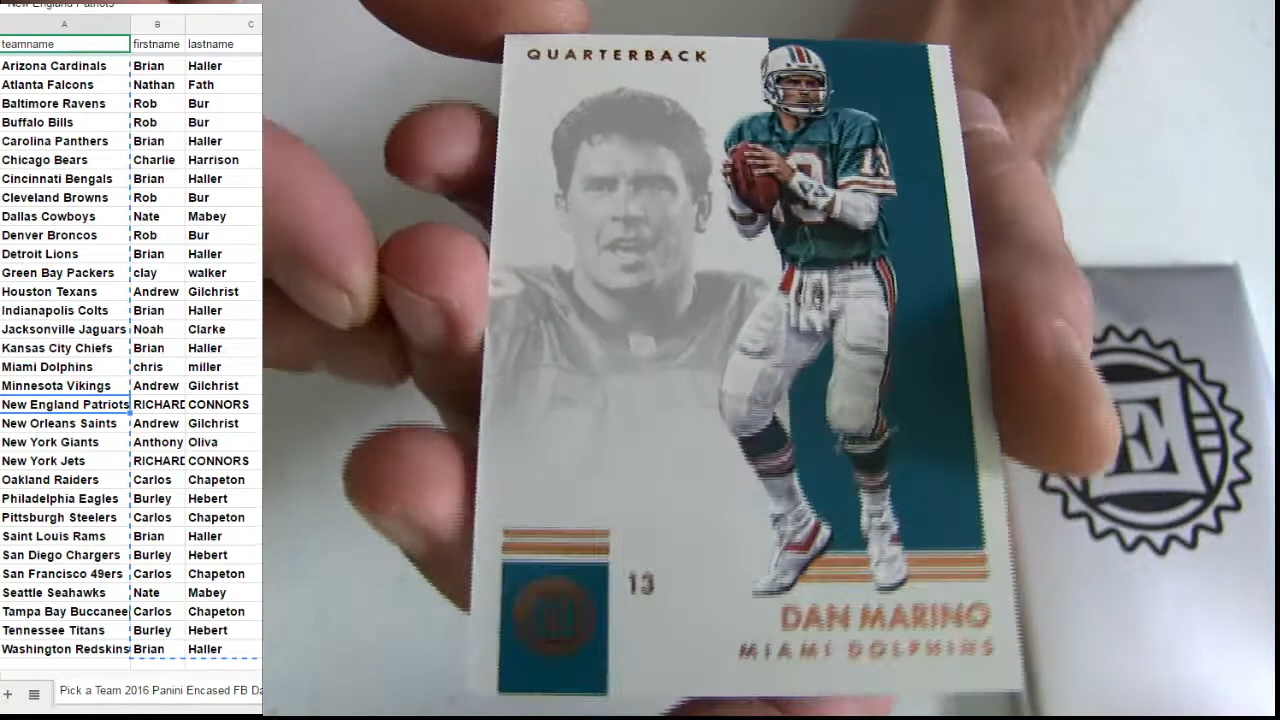 New England Patriots
A B C
teamname firstname lastname
Arizona Cardinals Brian Haller
Atlanta Falcons Nathan Fath
Baltimore Ravens Rob Bur
Buffalo Bills Rob Bur
Carolina Panthers Brian Haller
Chicago Bears Charlie Harrison
Cincinnati Bengals Brian Haller
Cleveland Browns Rob Bur
Dallas Cowboys Nate Mabey
Denver Broncos Rob Bur
Detroit Lions Brian Haller
Green Bay Packers clay walker
Houston Texans Andrew Gilchrist
Indianapolis Colts Brian Haller
Jacksonville Jaguars Noah Clarke
Kansas City Chiefs Brian Haller
Miami Dolphins chris miller
Minnesota Vikings Andrew Gilchrist
New England Patriots RICHARD CONNORS
New Orleans Saints Andrew Gilchrist
New York Giants Anthony Oliva
New York Jets RICHARD CONNORS
Oakland Raiders Carlos Chapeton
Philadelphia Eagles Burley Hebert
Pittsburgh Steelers Carlos Chapeton
Saint Louis Rams Brian Haller
San Diego Chargers Burley Hebert
San Francisco 49ers Carlos Chapeton
Seattle Seahawks Nate Mabey
Tampa Bay Buccanee Carlos Chapeton
Tennessee Titans Burley Hebert
Washington Redskins Brian Haller
Pick a Team 2016 Panini Encased FB Da
QUARTERBACK
13
13
DAN MARINO
MIAMI DOLPHINS
E